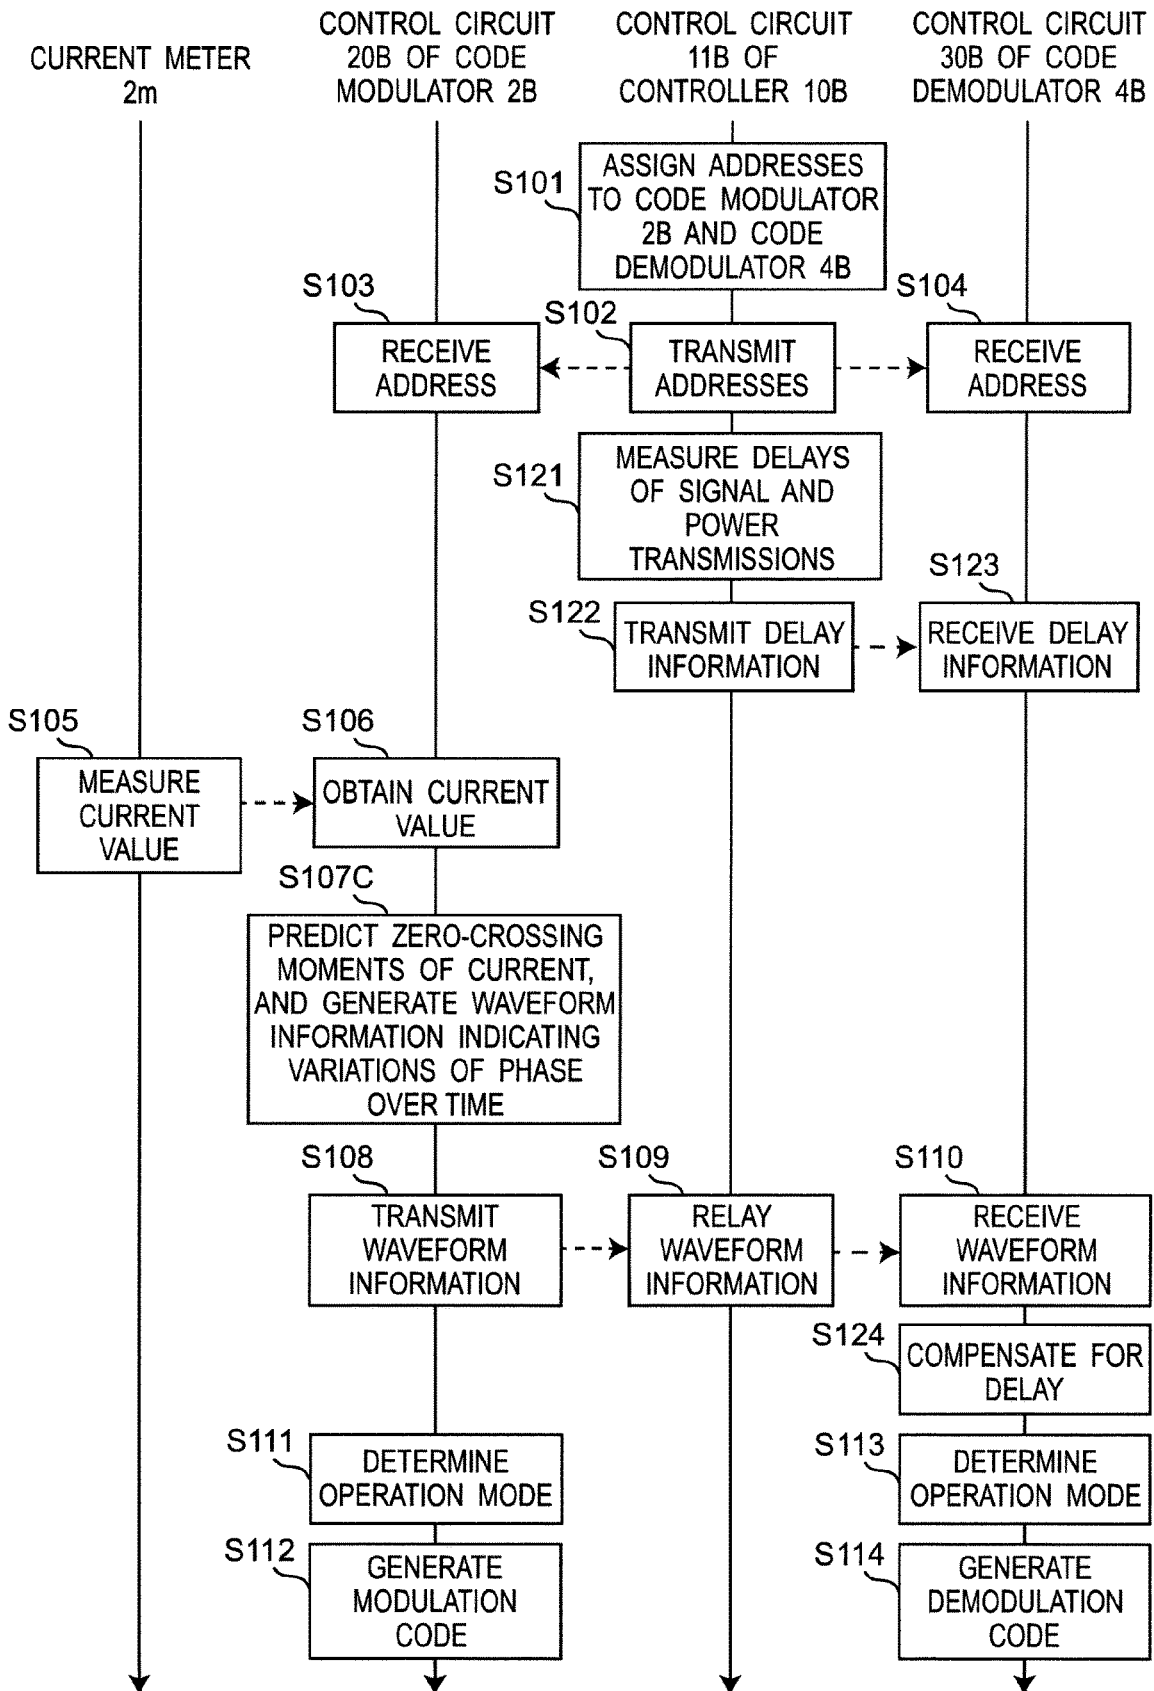 CURRENT METER
2m
CONTROL CIRCUIT
20B OF CODE
MODULATOR 2B
CONTROL CIRCUIT
11B OF
CONTROLLER 10B
CONTROL CIRCUIT
30B OF CODE
DEMODULATOR 4B
S101
ASSIGN ADDRESSES
TO CODE MODULATOR
2B AND CODE
DEMODULATOR 4B
S103
RECEIVE
ADDRESS
S102
TRANSMIT
ADDRESSES
S104
RECEIVE
ADDRESS
S121
MEASURE DELAYS
OF SIGNAL AND
POWER
TRANSMISSIONS
S122
TRANSMIT DELAY
INFORMATION
S123
RECEIVE DELAY
INFORMATION
S105
MEASURE
CURRENT
VALUE
S106
OBTAIN CURRENT
VALUE
S107C
PREDICT ZERO-CROSSING
MOMENTS OF CURRENT,
AND GENERATE WAVEFORM
INFORMATION INDICATING
VARIATIONS OF PHASE
OVER TIME
S108
TRANSMIT
WAVEFORM
INFORMATION
S109
RELAY
WAVEFORM
INFORMATION
S110
RECEIVE
WAVEFORM
INFORMATION
S124
COMPENSATE FOR
DELAY
S111
DETERMINE
OPERATION MODE
S113
DETERMINE
OPERATION MODE
S112
GENERATE
MODULATION
CODE
S114
GENERATE
DEMODULATION
CODE